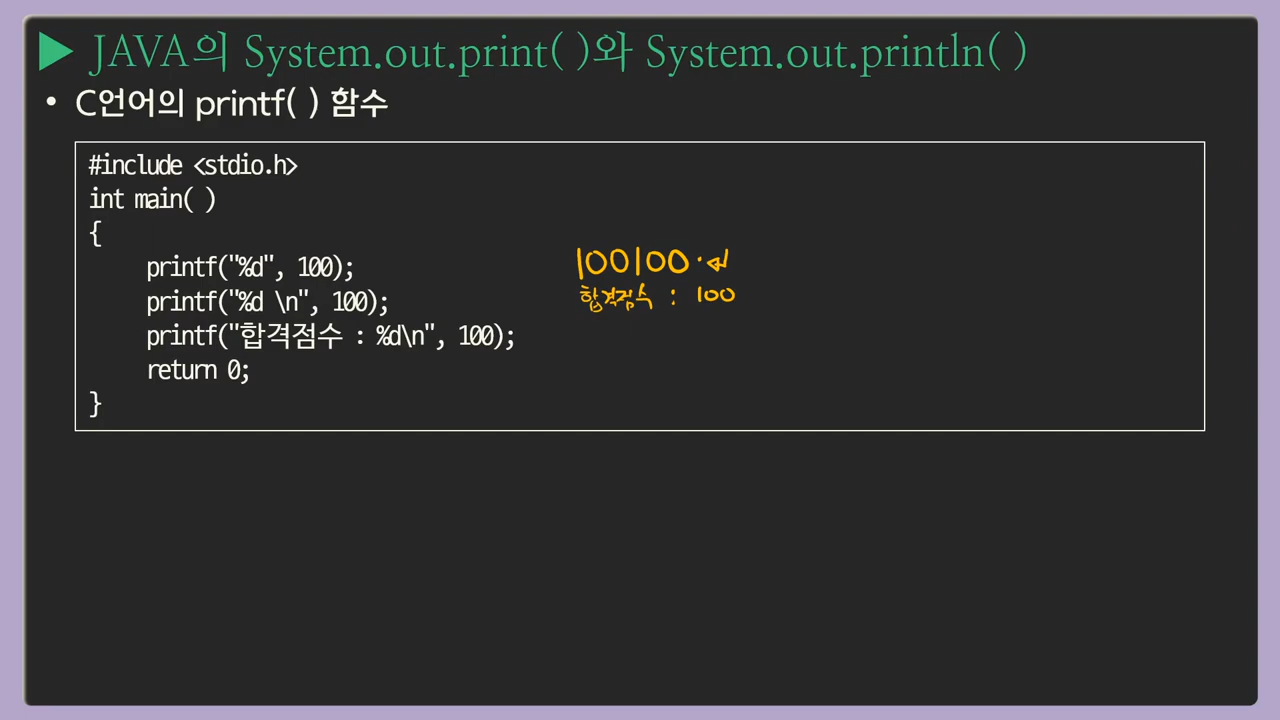 ▶ JAVA의 System.out.print( )와 System.out.println( )
• C언어의 printf( ) 함수
#include <stdio.h>
int main( )
{
printf("%d", 100);
printf("%d \n", 100);
printf("합격점수 : %d\n", 100);
return 0;
}
100100·↲
합격점수 : 100